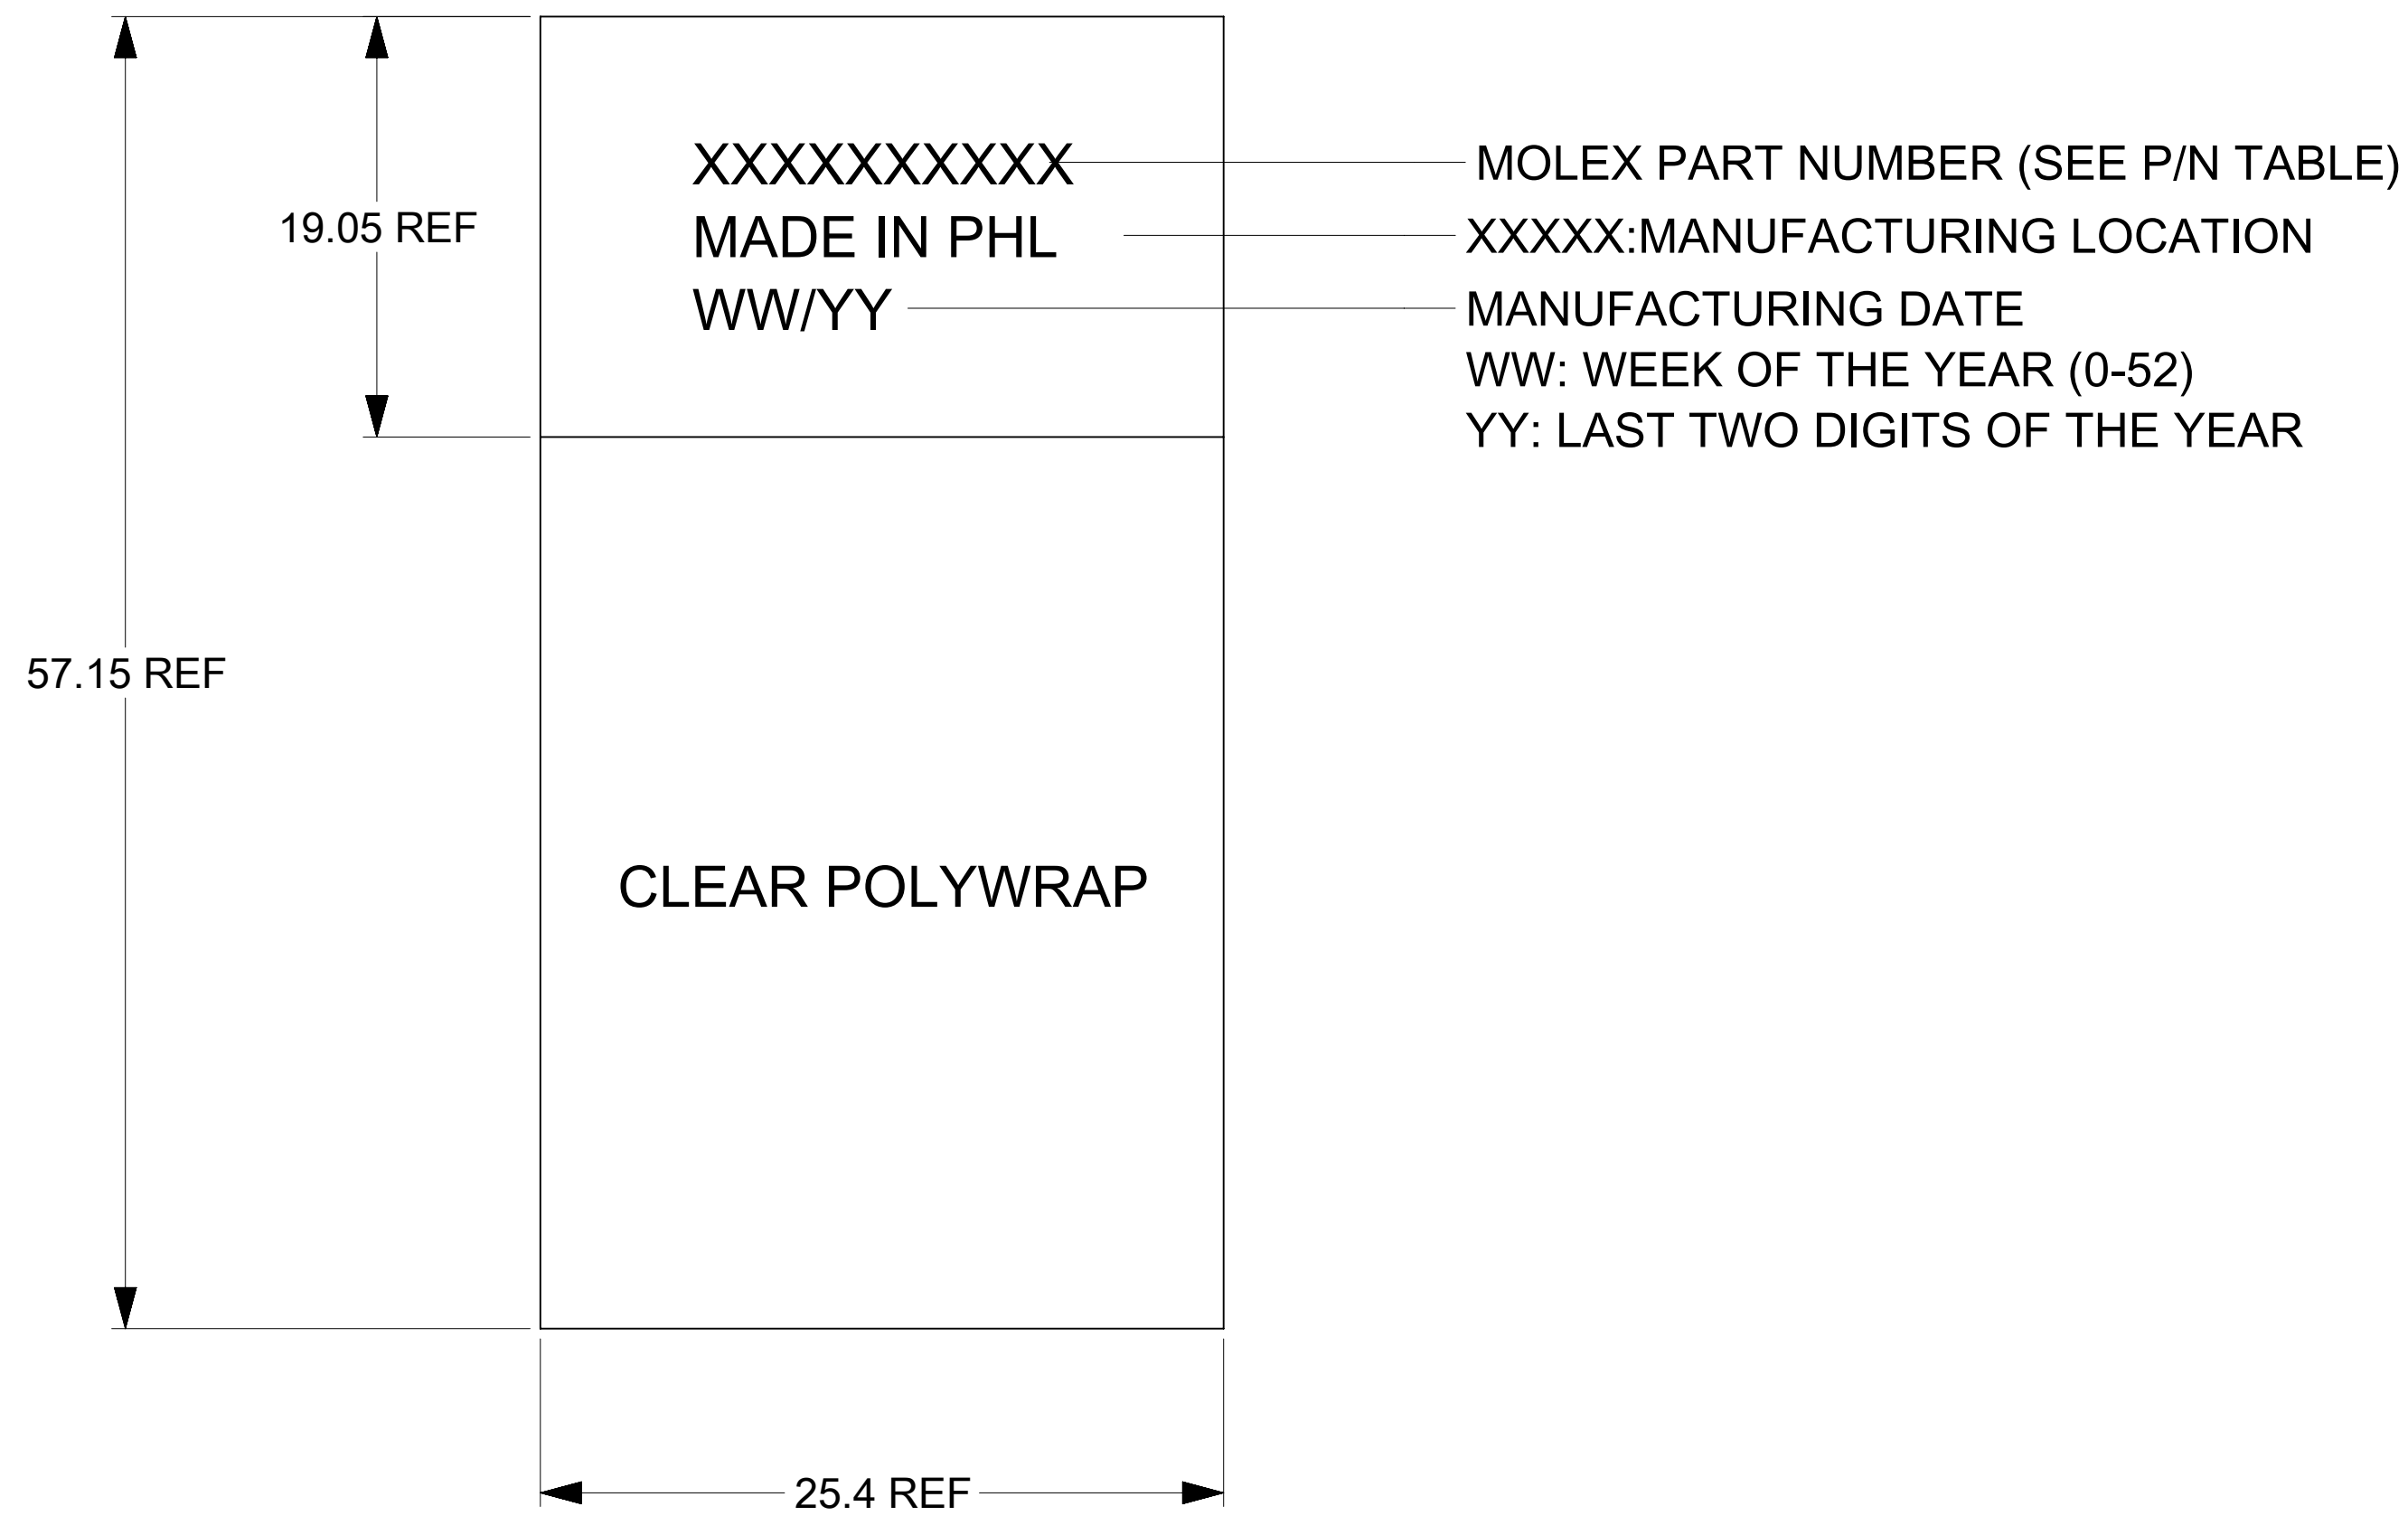 XXXXXXXXXX
MOLEX PART NUMBER (SEE P/N TABLE)
19.05 REF
MADE IN PHL
XXXXX:MANUFACTURING LOCATION
WW/YY
MANUFACTURING DATE
WW: WEEK OF THE YEAR (0-52)
YY: LAST TWO DIGITS OF THE YEAR
57.15 REF
CLEAR POLYWRAP
25.4 REF